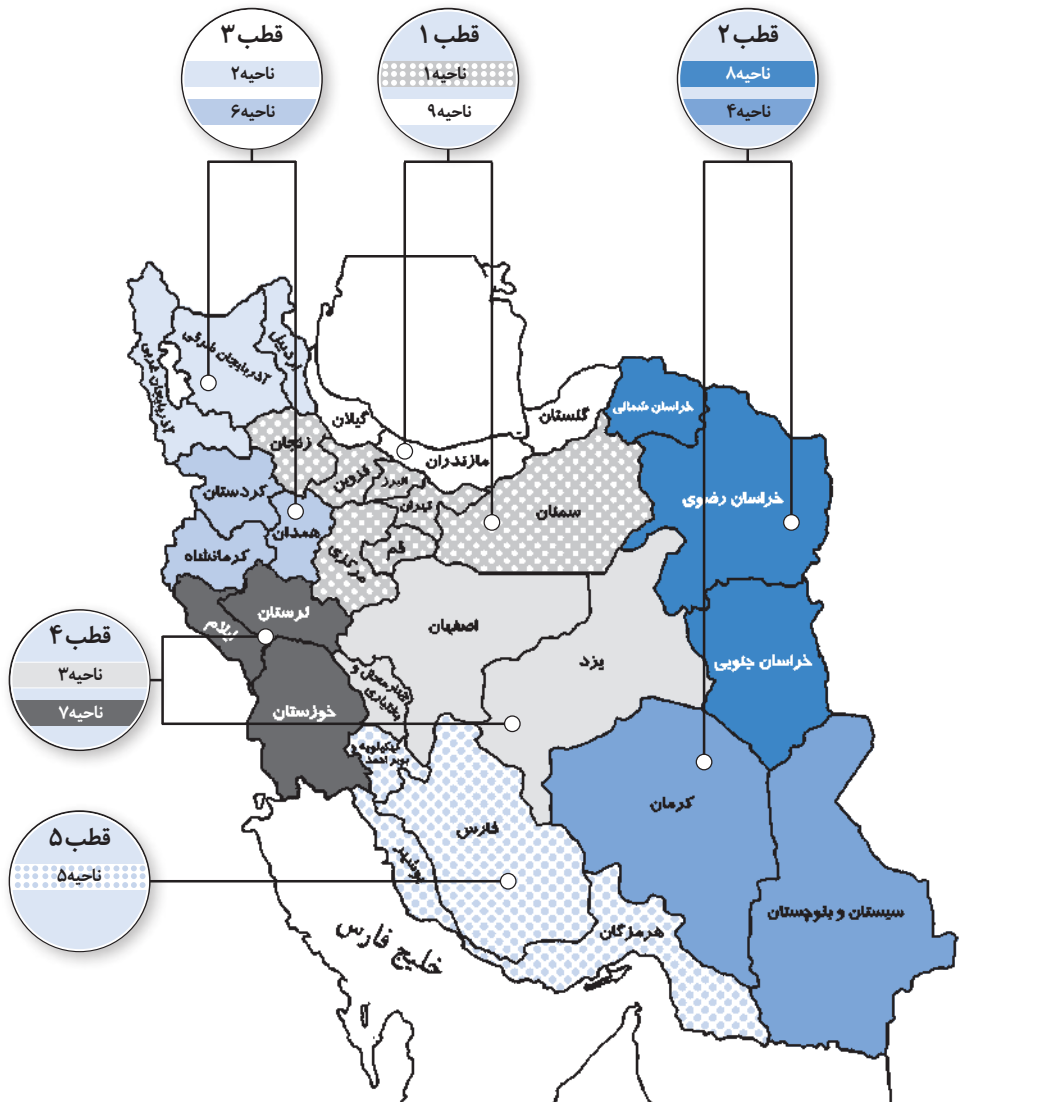 قطب ۲
ناحیه۸
ناحیه۴
قطب ۱
ناحیه۱
ناحیه۹
قطب ۳
ناحیه۲
ناحیه۶
آذربایجان شرقی
اردبیل
آذربایجان غربی
خراسان شمالی
گلستان
گیلان
مازندران
زنجان
قزوین
البرز
تهران
سمنان
خراسان رضوی
کردستان
همدان
کرمانشاه
قم
مرکزی
لرستان
ایلام
اصفهان
یزد
خراسان جنوبی
قطب ۴
ناحیه۳
ناحیه۷
چهارمحال و
بختیاری
خوزستان
کهگیلویه و
بویر احمد
کرمان
فارس
قطب ۵
ناحیه۵
بوشهر
سیستان و بلوچستان
هرمزگان
خلیج فارس